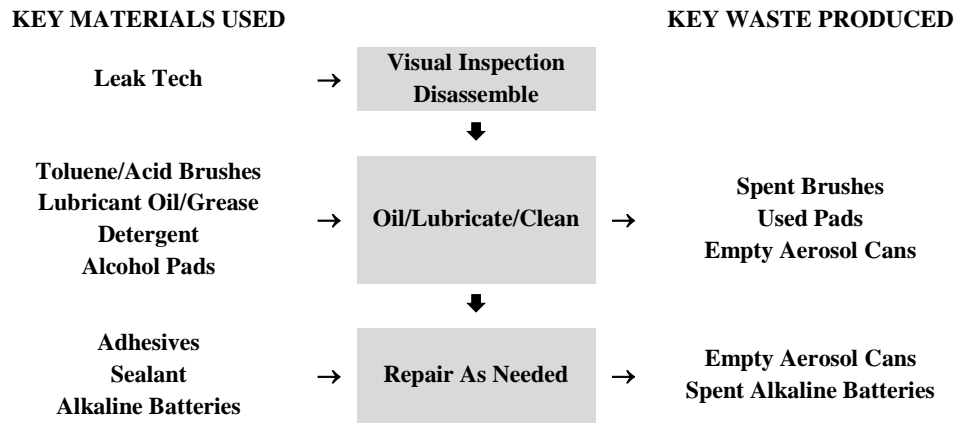 KEY MATERIALS USED
KEY WASTE PRODUCED
Leak Tech
→
Visual Inspection
Disassemble
Toluene/Acid Brushes
Lubricant Oil/Grease
Detergent
Alcohol Pads
→
Oil/Lubricate/Clean
→
Spent Brushes
Used Pads
Empty Aerosol Cans
Adhesives
Sealant
Alkaline Batteries
→
Repair As Needed
→
Empty Aerosol Cans
Spent Alkaline Batteries